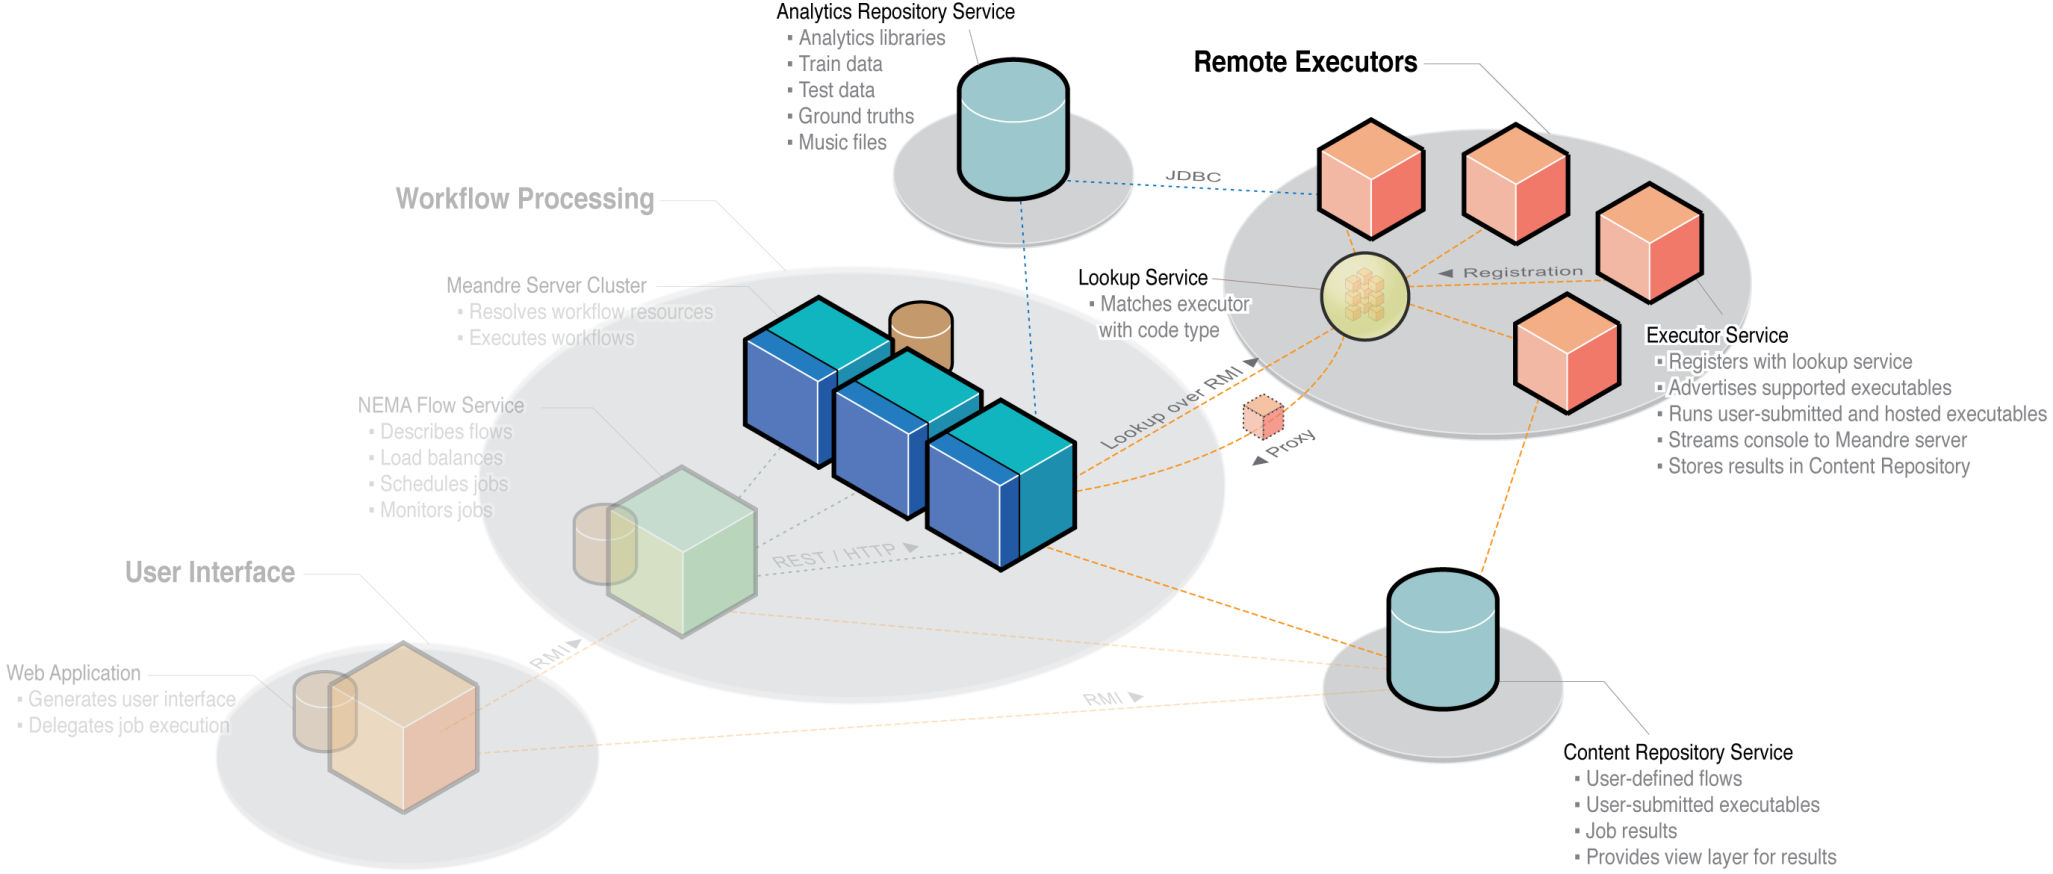 Analytics Repository Service
▪ Analytics libraries
▪ Train data
▪ Test data
▪ Ground truths
▪ Music files
Remote Executors
JDBC
Workflow Processing
Meandre Server Cluster
▪ Resolves workflow resources
▪ Executes workflows
Lookup Service
▪ Matches executor
with code type
◄ Registration
Executor Service
▪ Registers with lookup service
▪ Advertises supported executables
▪ Runs user-submitted and hosted executables
▪ Streams console to Meandre server
▪ Stores results in Content Repository
Lookup over RMI ►
◄ Proxy
NEMA Flow Service
▪ Describes flows
▪ Load balances
▪ Schedules jobs
▪ Monitors jobs
REST / HTTP ►
User Interface
RMI ►
Web Application
▪ Generates user interface
▪ Delegates job execution
RMI ►
Content Repository Service
▪ User-defined flows
▪ User-submitted executables
▪ Job results
▪ Provides view layer for results